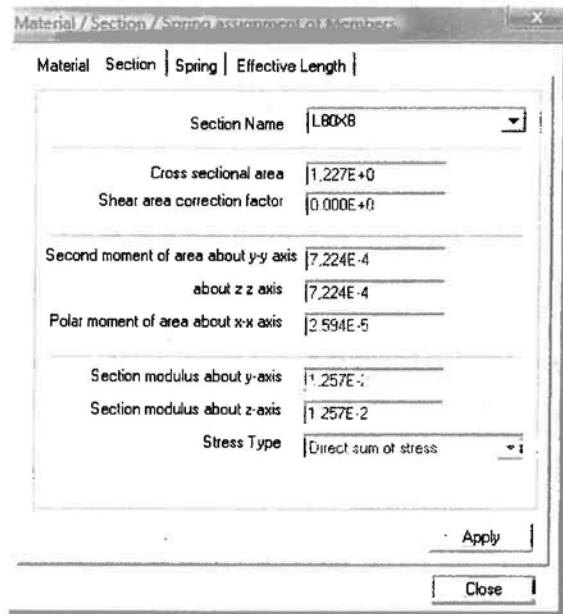 Material / Section / Spring assignment of Members
X
Material Section Spring Effective Length
Section Name L80X8
Cross sectional area 1.227E+0
Shear area correction factor 0.000E+0
Second moment of area about y-y axis 7.224E-4
about z z axis 7.224E-4
Polar moment of area about x-x axis 2.594E-5
Section modulus about y-axis 1.257E-2
Section modulus about z-axis 1 257E-2
Stress Type Direct sum of stress
Apply
Close